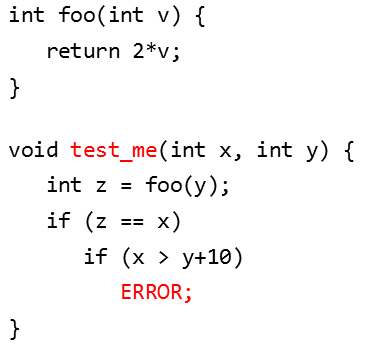 int foo(int v) {
   return 2*v;
}

void test_me(int x, int y) {
   int z = foo(y);
   if (z == x)
      if (x > y+10)
         ERROR;
}